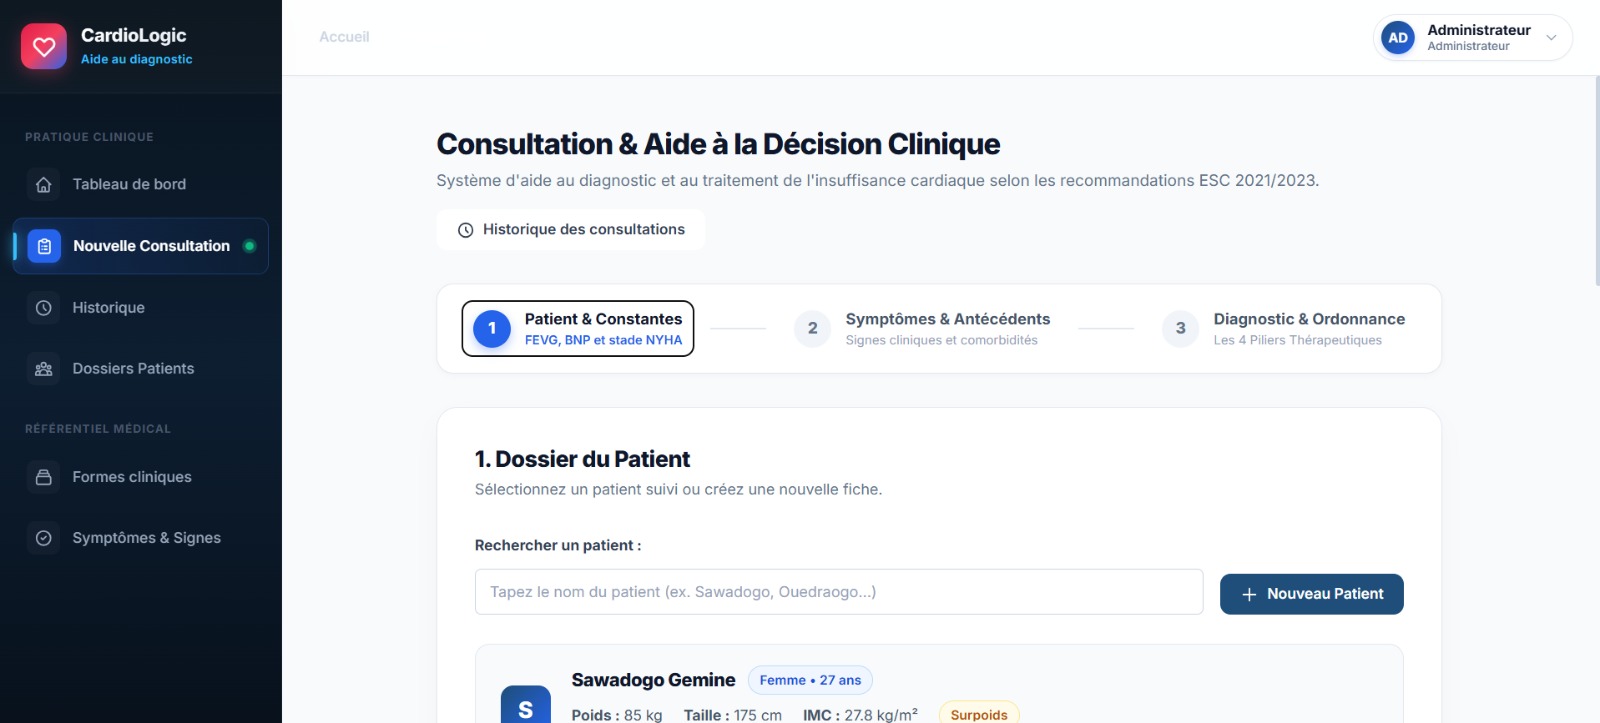 CardioLogic
Aide au diagnostic
PRATIQUE CLINIQUE
Tableau de bord
Nouvelle Consultation
Historique
Dossiers Patients
RÉFÉRENTIEL MÉDICAL
Formes cliniques
Symptômes & Signes
Accueil
AD
Administrateur
Administrateur
Consultation & Aide à la Décision Clinique
Système d'aide au diagnostic et au traitement de l'insuffisance cardiaque selon les recommandations ESC 2021/2023.
Historique des consultations
1
Patient & Constantes
FEVG, BNP et stade NYHA
2
Symptômes & Antécédents
Signes cliniques et comorbidités
3
Diagnostic & Ordonnance
Les 4 Piliers Thérapeutiques
1. Dossier du Patient
Sélectionnez un patient suivi ou créez une nouvelle fiche.
Rechercher un patient :
Tapez le nom du patient (ex. Sawadogo, Ouedraogo...)
+ Nouveau Patient
S
Sawadogo Gemine Femme • 27 ans
Poids : 85 kg Taille : 175 cm IMC : 27.8 kg/m² Surpoids